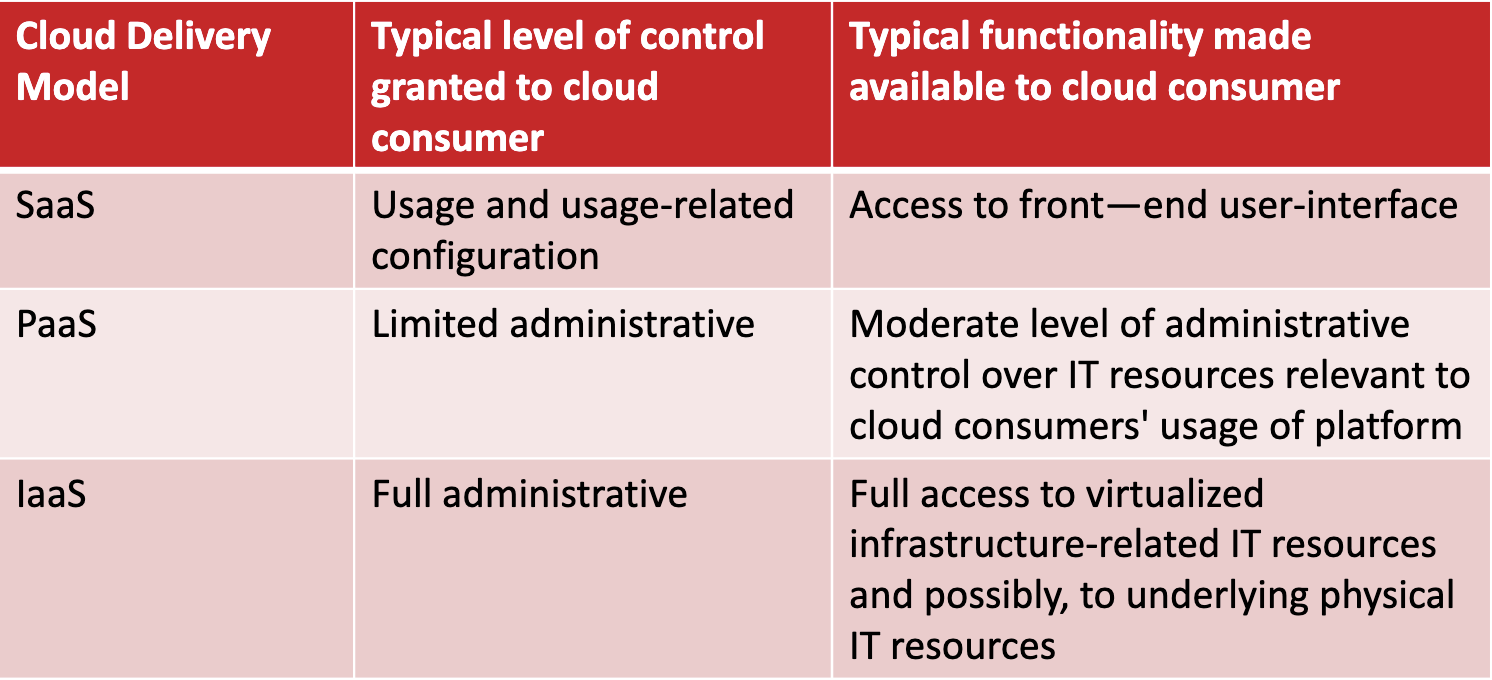 Cloud Delivery
Model
Typical level of control
granted to cloud
consumer
Typical functionality made
available to cloud consumer
SaaS
Usage and usage-related
configuration
Access to front—end user-interface
PaaS
Limited administrative
Moderate level of administrative
control over IT resources relevant to
cloud consumers' usage of platform
IaaS
Full administrative
Full access to virtualized
infrastructure-related IT resources
and possibly, to underlying physical
IT resources